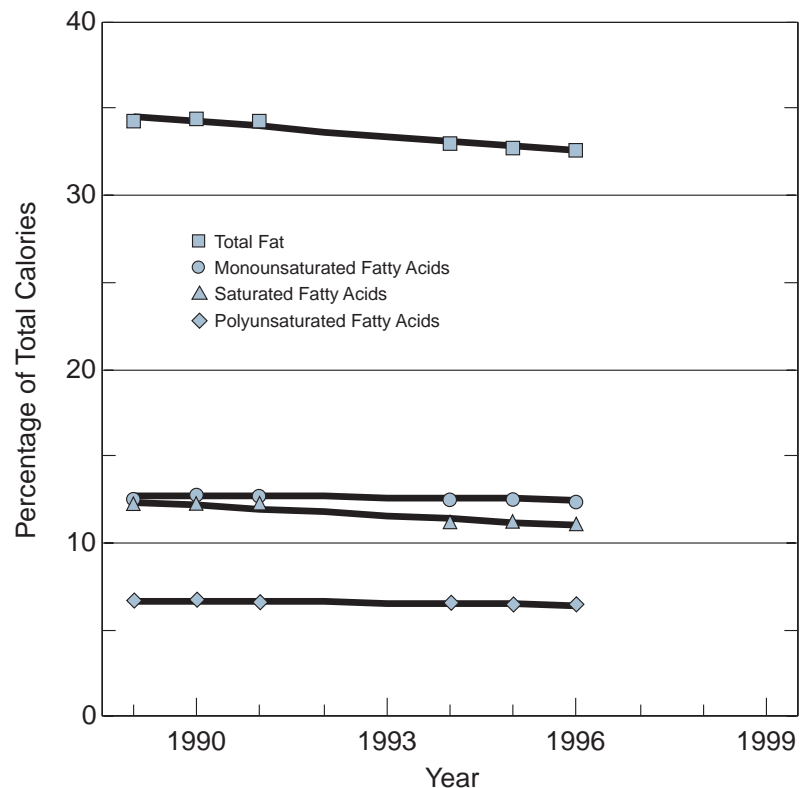 40
30
20
10
0
Percentage of Total Calories
Total Fat
Monounsaturated Fatty Acids
Saturated Fatty Acids
Polyunsaturated Fatty Acids
1990 1993 1996 1999
Year